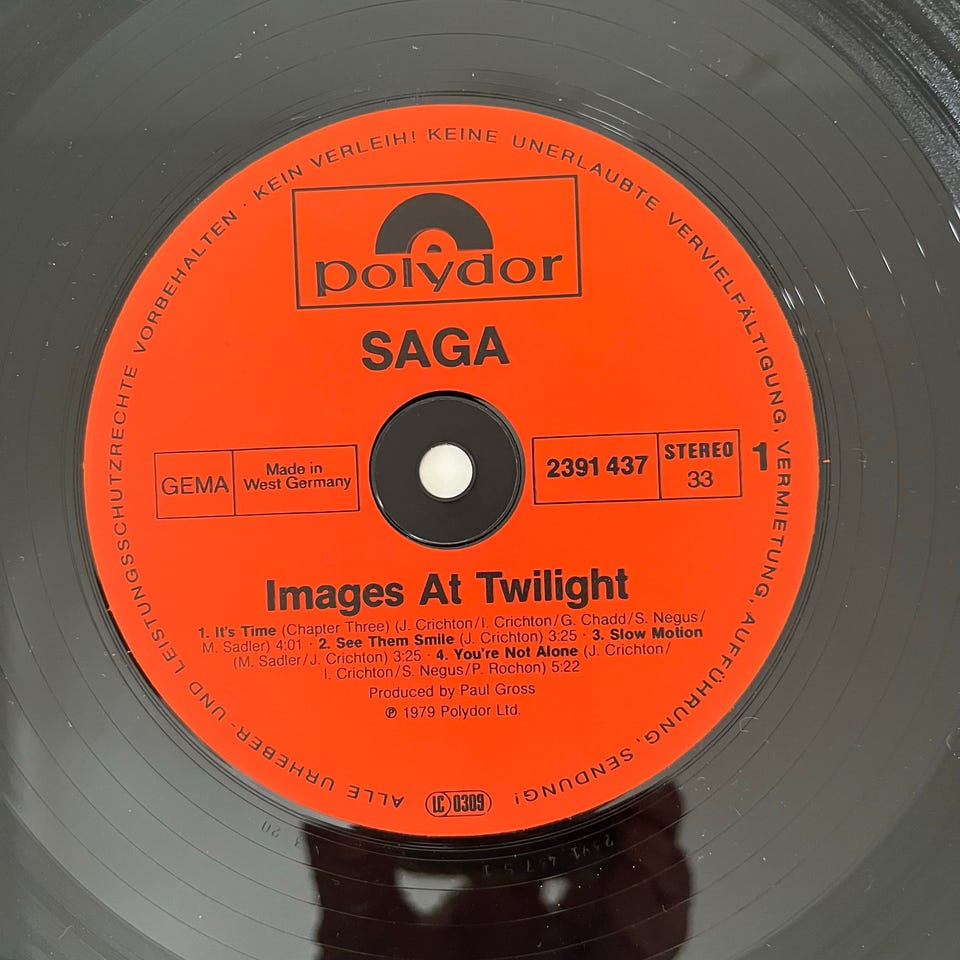 ALLE URHEBER- UND LEISTUNGSSCHUTZRECHTE VORBEHALTEN · KEIN VERLEIH! KEINE UNERLAUBTE VERVIELFÄLTIGUNG, VERMIETUNG, AUFFÜHRUNG, SENDUNG!
polydor
SAGA
GEMA
Made in
West Germany
2391 437
STEREO
33
1
Images At Twilight
1. It's Time (Chapter Three) (J. Crichton/I. Crichton/G. Chadd/S. Negus/
M. Sadler) 4:01 · 2. See Them Smile (J. Crichton) 3:25 · 3. Slow Motion
(M. Sadler/J. Crichton) 3:25 · 4. You're Not Alone (J. Crichton/
I. Crichton/S. Negus/P. Rochon) 5:22
Produced by Paul Gross
℗ 1979 Polydor Ltd.
LC 0309